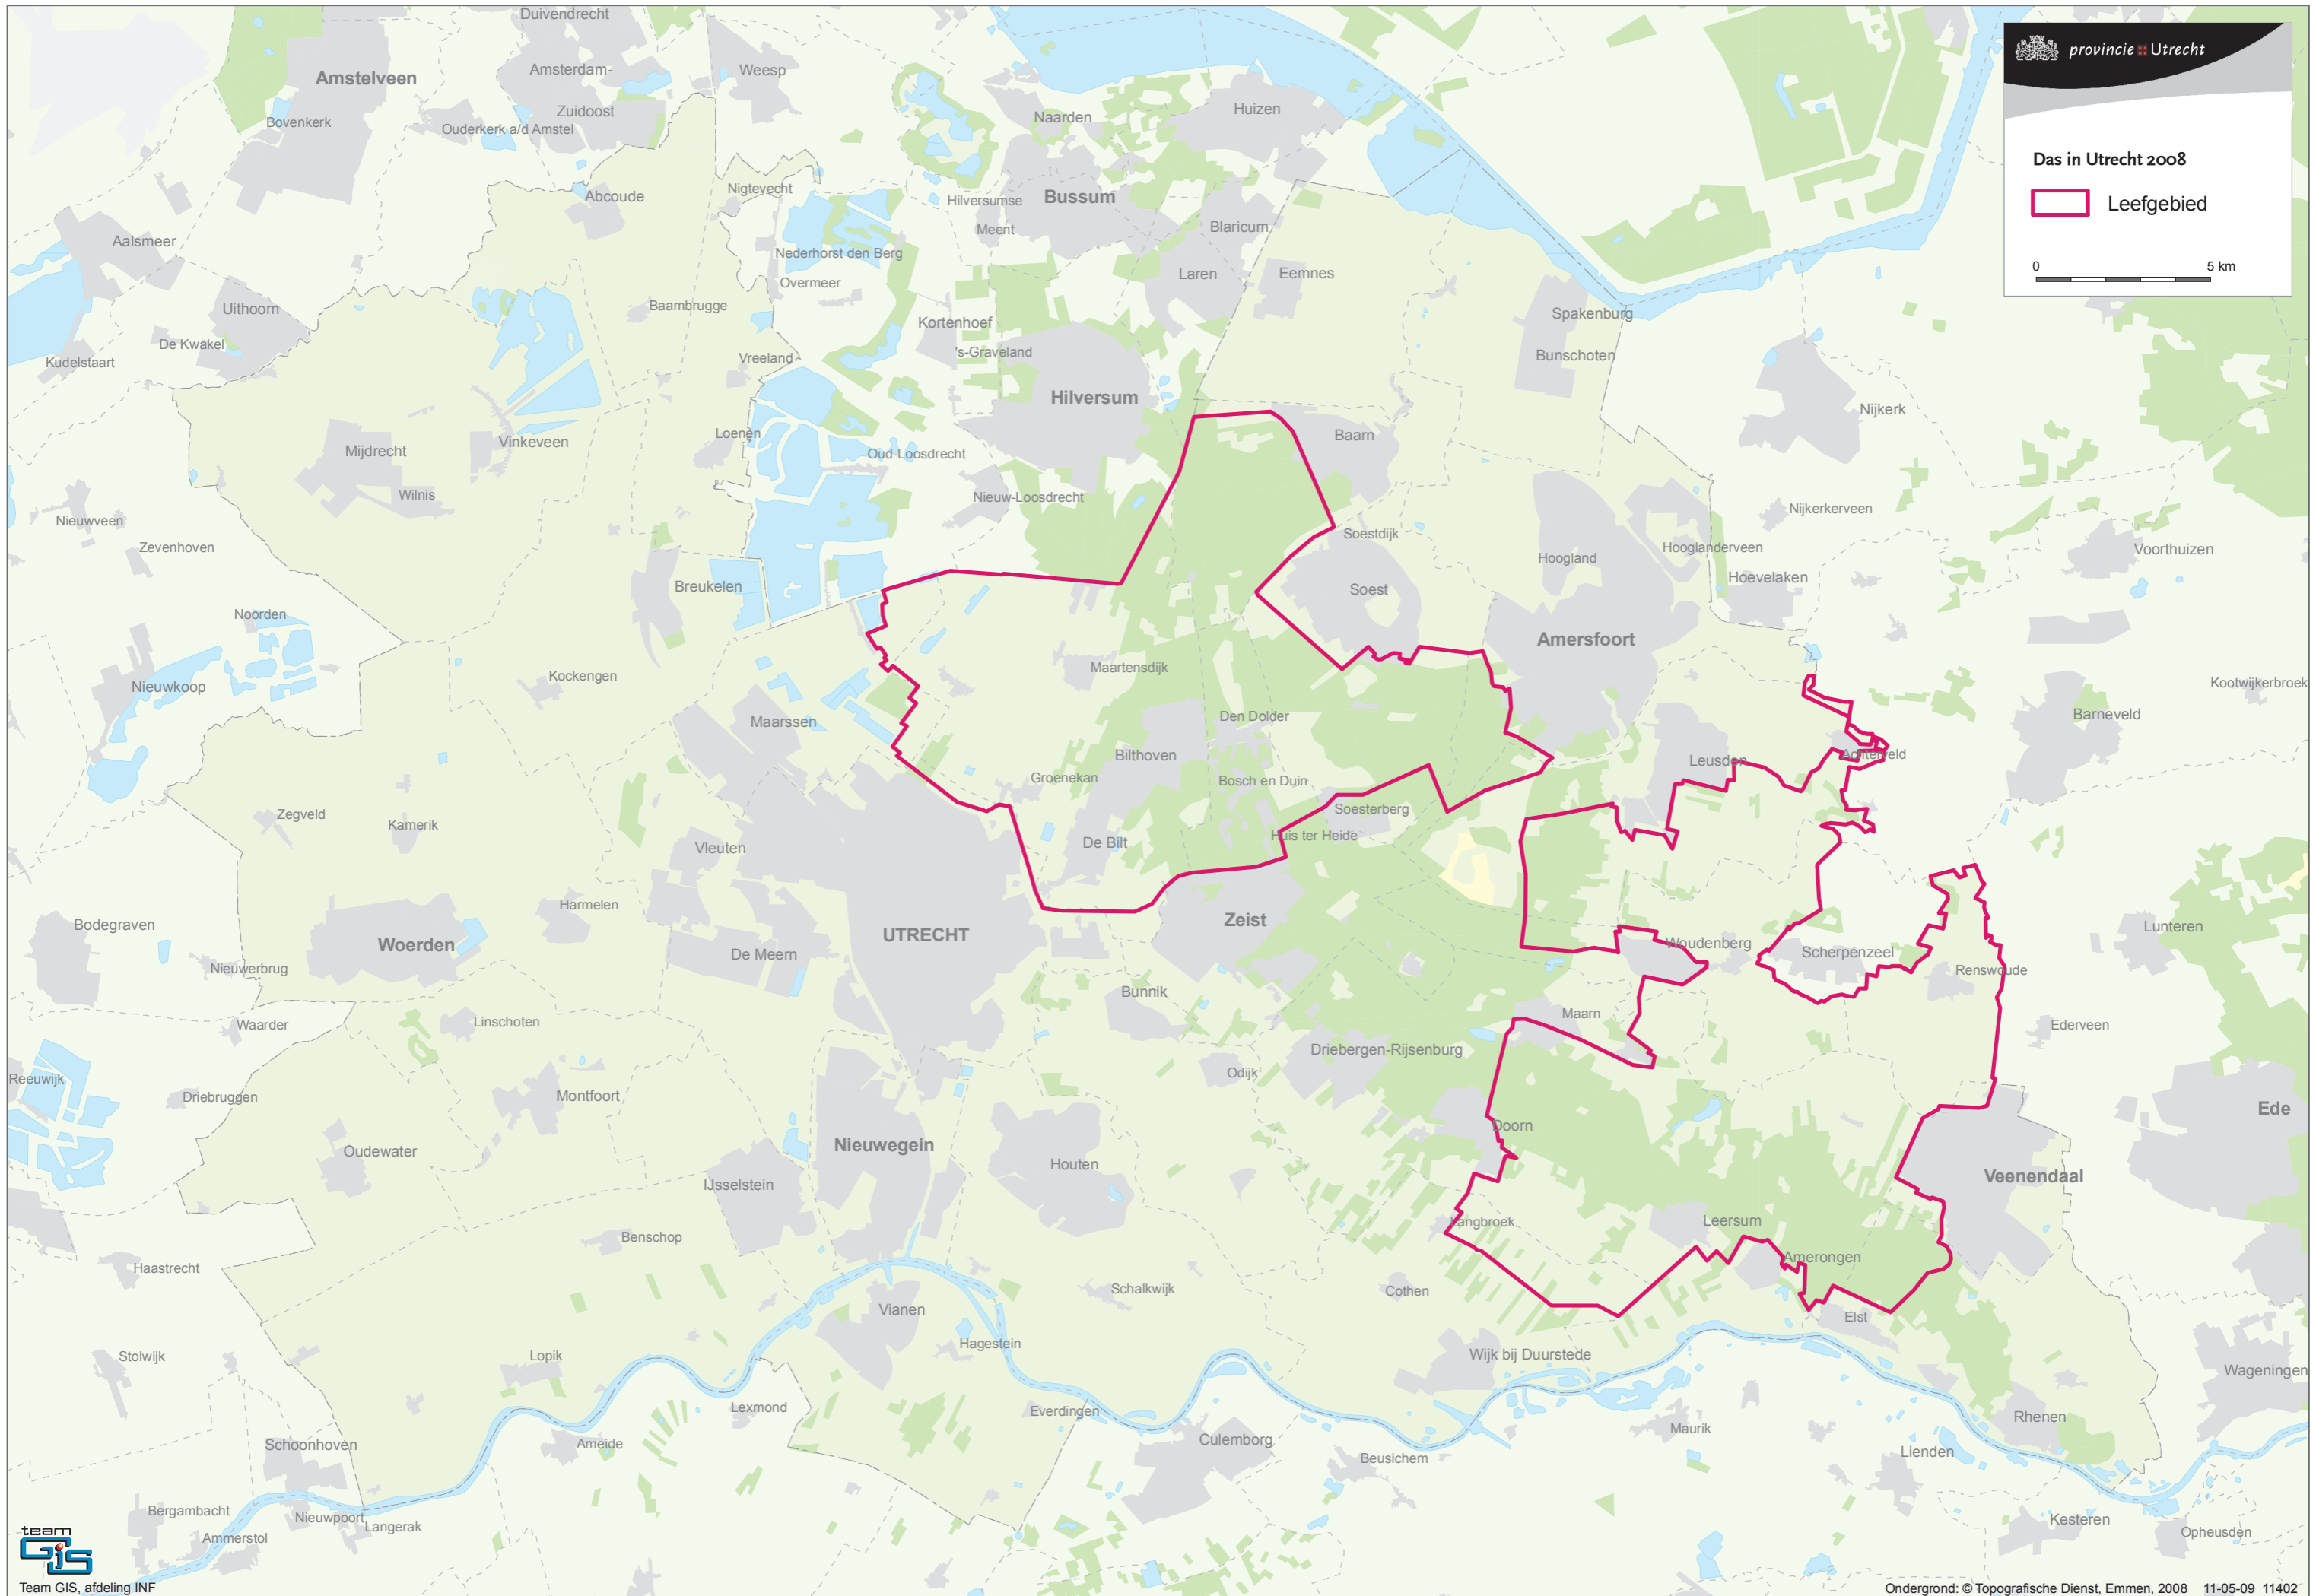 provincie Utrecht
Das in Utrecht 2008
Leefgebied
0 5 km
Duivendrecht
Amstelveen
Amsterdam-
Zuidoost
Weesp
Bovenkerk
Ouderkerk a/d Amstel
Naarden
Huizen
Abcoude
Nigtevecht
Hilversumse
Meent
Bussum
Blaricum
Aalsmeer
Nederhorst den Berg
Overmeer
Laren
Eemnes
Uithoorn
Baambrugge
De Kwakel
Kudelstaart
Kortenhoef
's-Graveland
Spakenburg
Bunschoten
Vreeland
Hilversum
Nijkerk
Mijdrecht
Vinkeveen
Loenen
Baarn
Oud-Loosdrecht
Wilnis
Nieuw-Loosdrecht
Nijkerkerveen
Nieuwveen
Zevenhoven
Soestdijk
Hoogland
Hooglanderveen
Voorthuizen
Breukelen
Soest
Hoevelaken
Noorden
Amersfoort
Kockengen
Maartensdijk
Nieuwkoop
Kootwijkerbroek
Maarssen
Den Dolder
Barneveld
Bilthoven
Achterveld
Leusden
Groenekan
Bosch en Duin
Zegveld
Kamerik
Soesterberg
Huis ter Heide
Vleuten
De Bilt
Harmelen
Bodegraven
Woerden
UTRECHT
Zeist
Lunteren
De Meern
Woudenberg
Scherpenzeel
Nieuwerbrug
Renswoude
Bunnik
Waarder
Linschoten
Maarn
Ederveen
Driebergen-Rijsenburg
Reeuwijk
Odijk
Driebruggen
Montfoort
Ede
Doorn
Oudewater
Nieuwegein
Houten
Veenendaal
IJsselstein
Langbroek
Leersum
Benschop
Amerongen
Haastrecht
Schalkwijk
Cothen
Vianen
Elst
Hagestein
Stolwijk
Lopik
Wijk bij Duurstede
Wageningen
Lexmond
Everdingen
Rhenen
Maurik
Schoonhoven
Ameide
Culemborg
Beusichem
Lienden
Bergambacht
Nieuwpoort
Langerak
Ammerstol
Kesteren
Opheusden
team
GIS
Team GIS, afdeling INF
Ondergrond: © Topografische Dienst, Emmen, 2008 11-05-09 11402